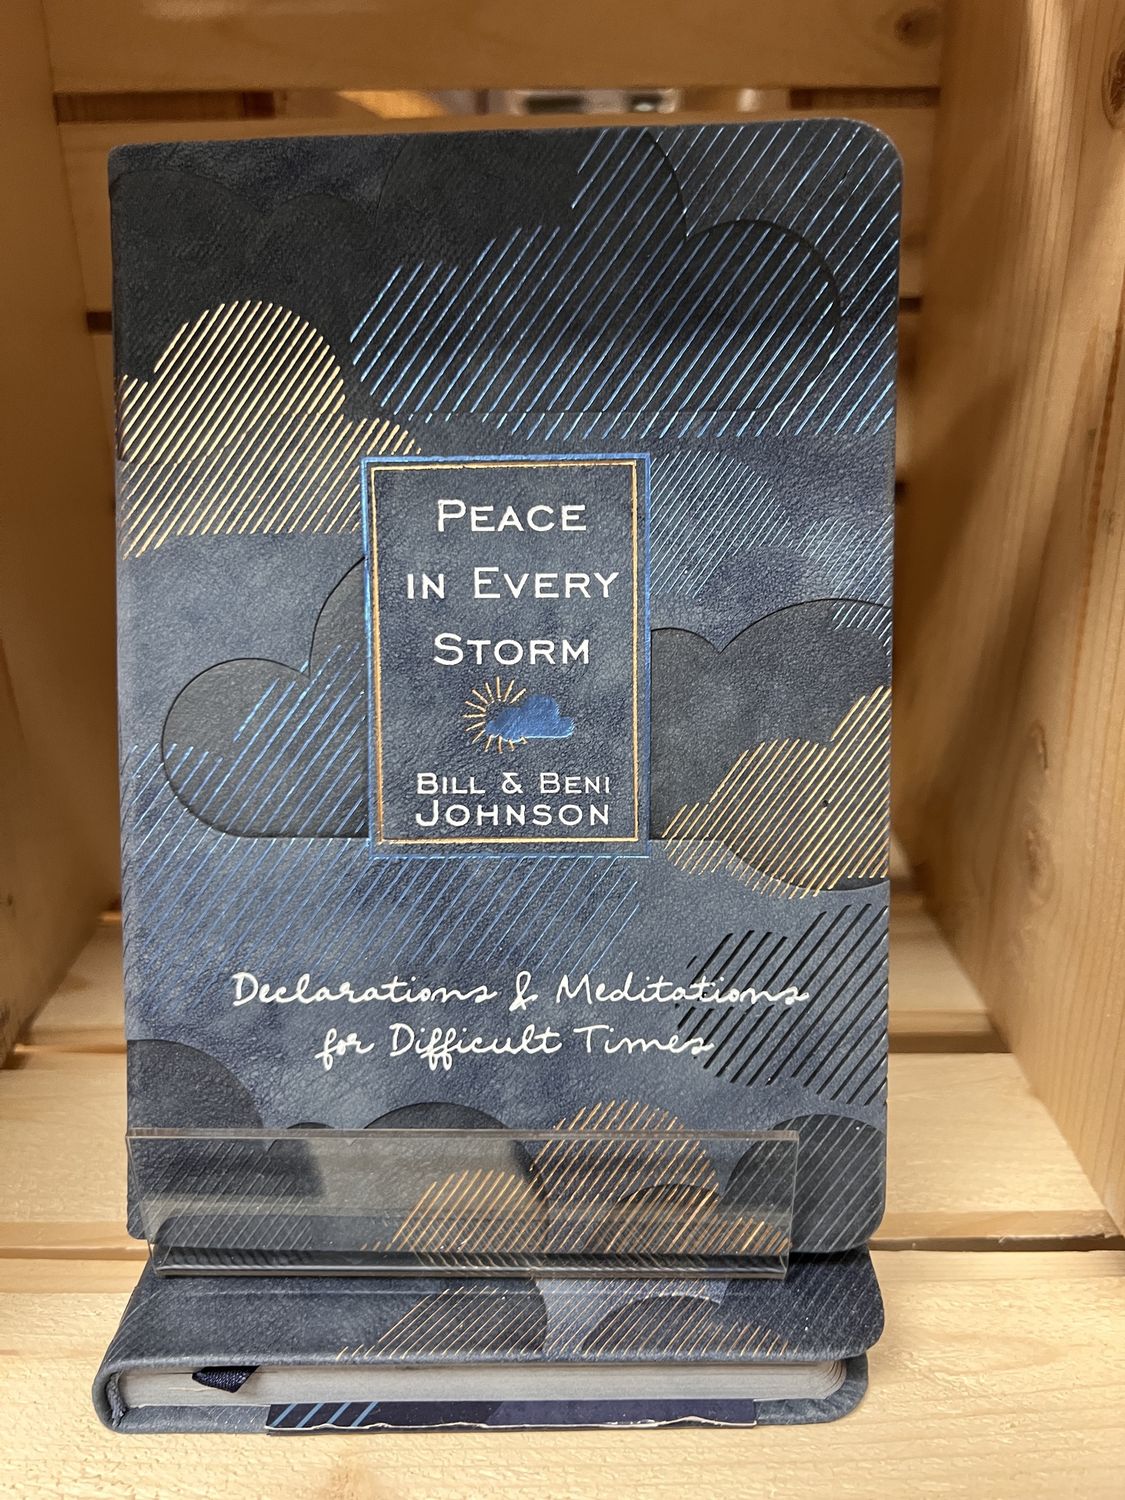 PEACE
IN EVERY
STORM
BILL & BENI
JOHNSON
Declarations & Meditations
for Difficult Times